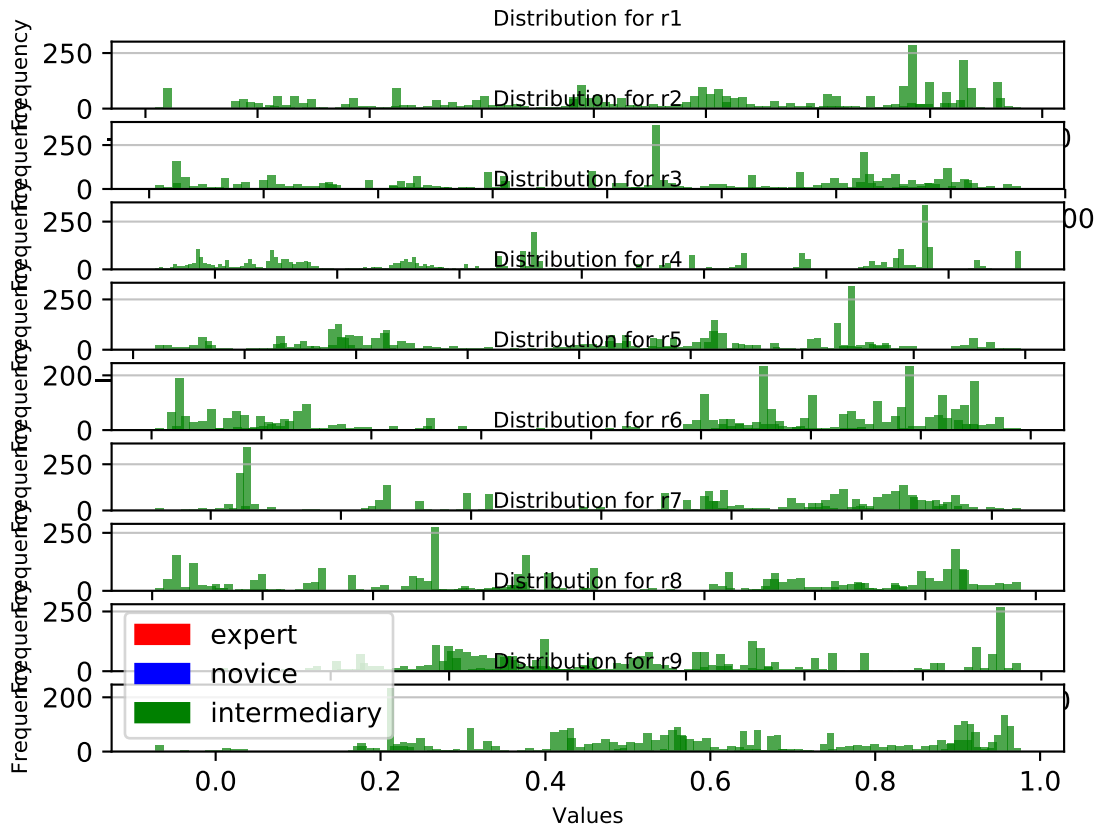 Distribution for r1
Frequency
250
0
Distribution for r2
Frequency
250
0
0
Distribution for r3
Frequency
250
0
00
Distribution for r4
Frequency
250
0
Distribution for r5
Frequency
200
0
Distribution for r6
Frequency
250
0
Distribution for r7
Frequency
250
0
Distribution for r8
Frequency
250
0
expert
novice
intermediary
Distribution for r9
Frequency
200
0
0.0 0.2 0.4 0.6 0.8 1.0
Values